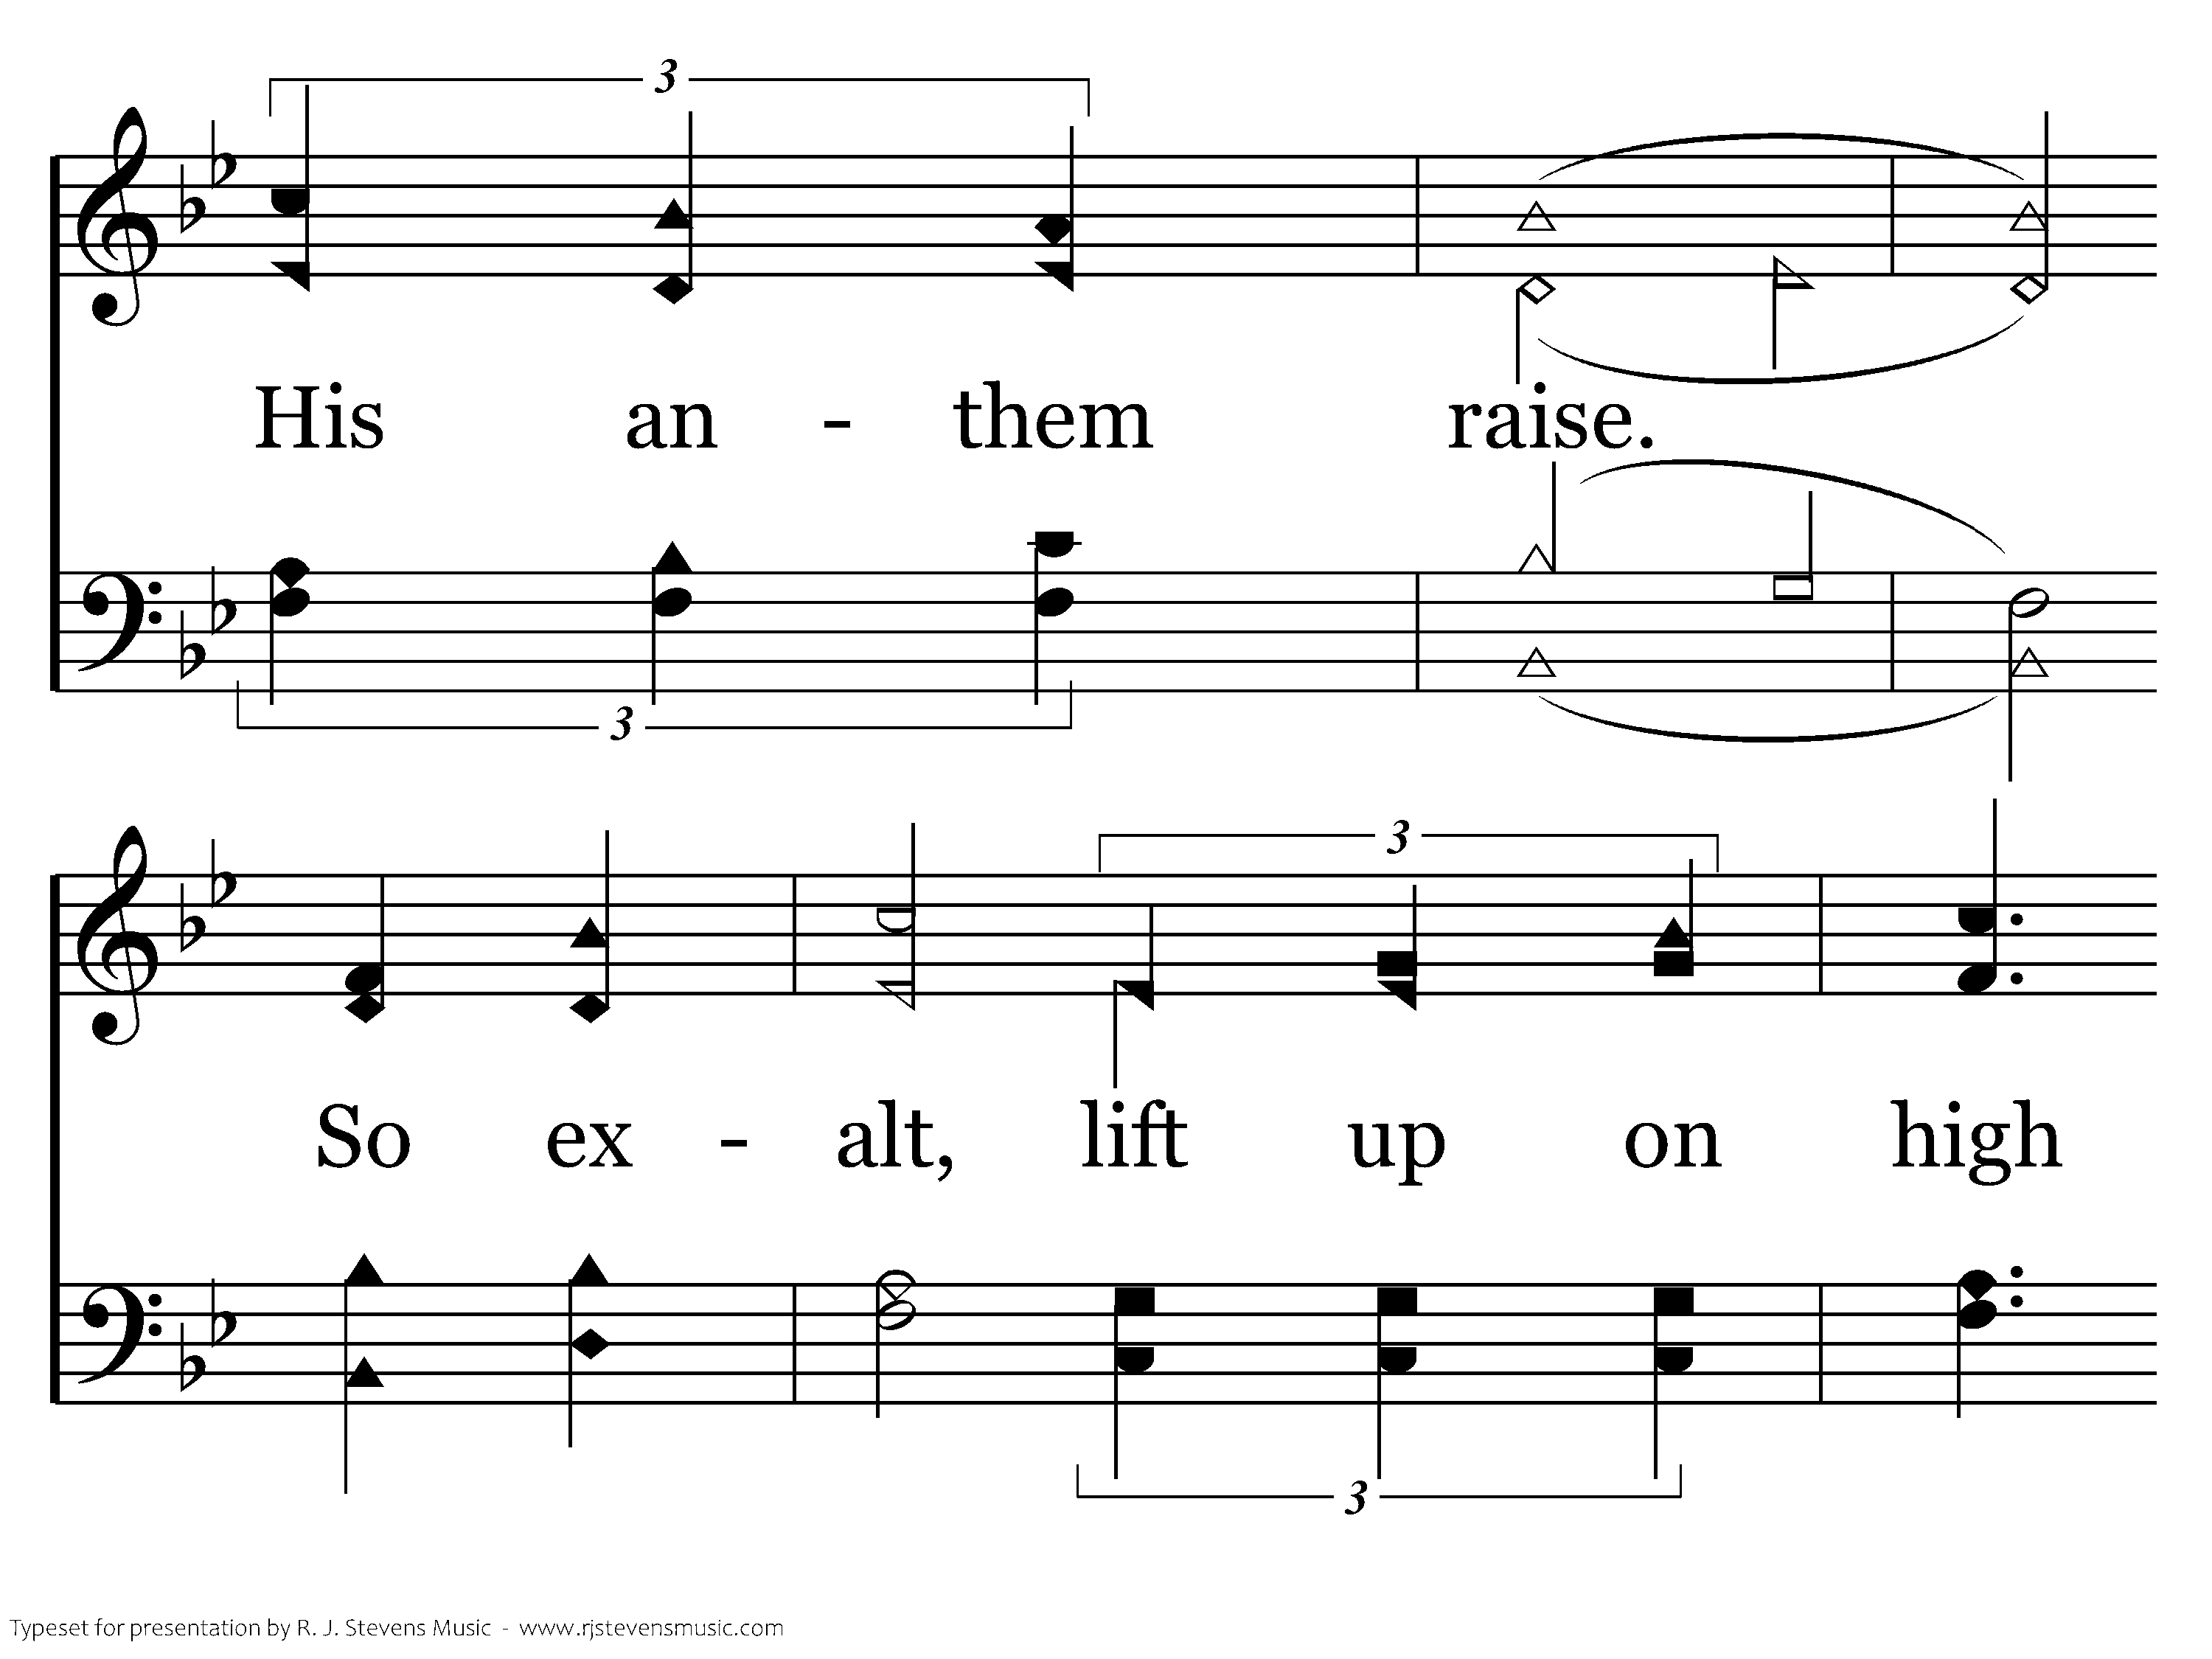 3
His an - them raise.
3
3
So ex - alt, lift up on high
3
Typeset for presentation by R. J. Stevens Music - www.rjstevensmusic.com